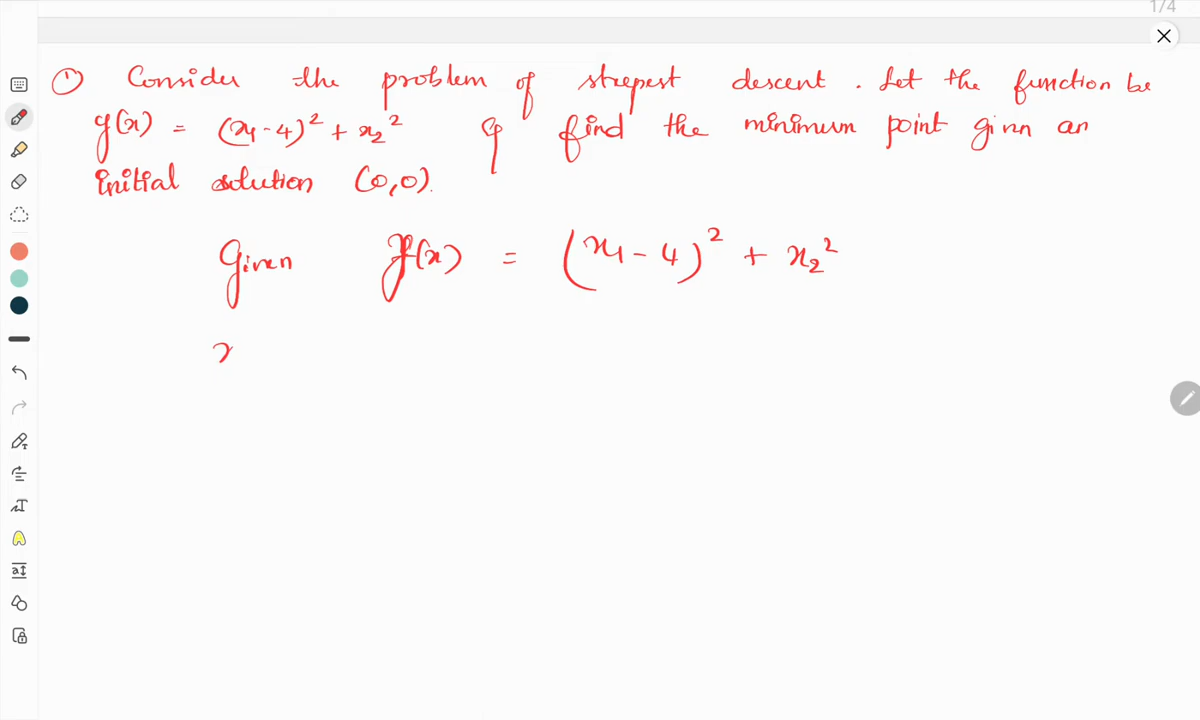 1/4
① Consider the problem of steepest descent. Let the function be
f(x) = (x₁-4)² + x₂² & find the minimum point given an
initial solution (0,0).
Given f(x) = (x₁-4)² + x₂²
x